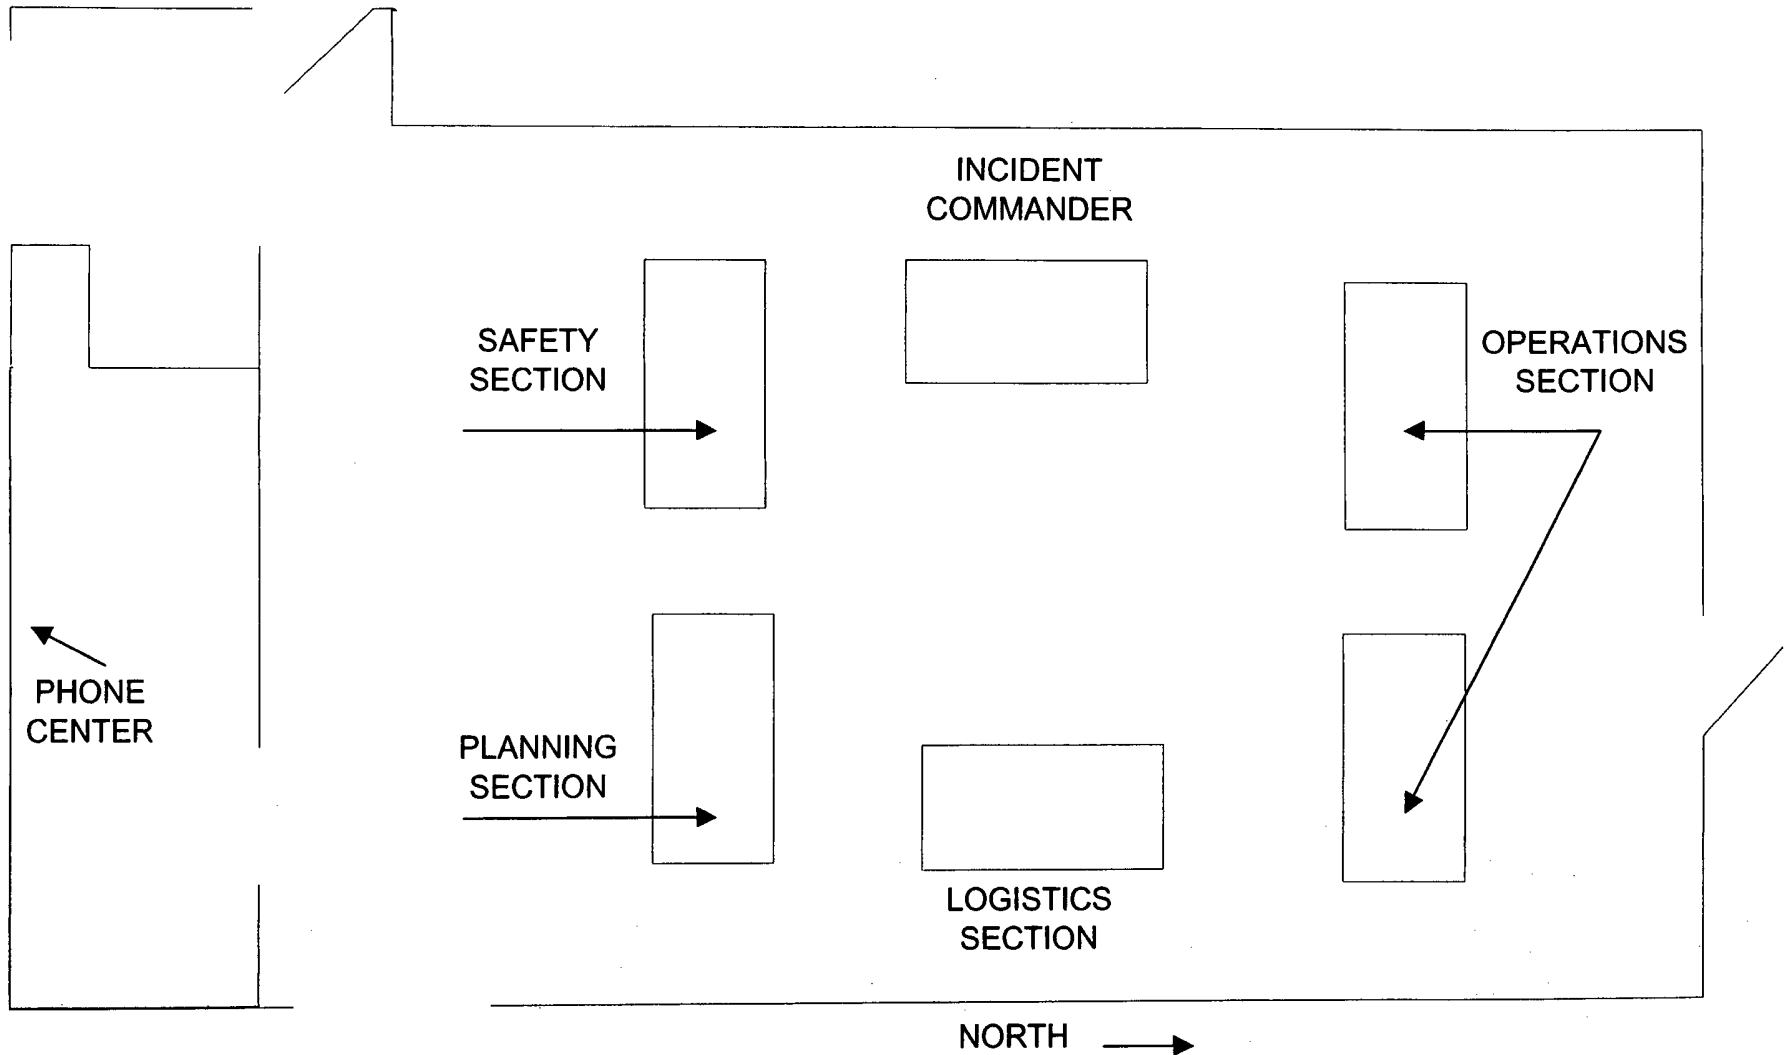 INCIDENT
COMMANDER
SAFETY
SECTION
OPERATIONS
SECTION
PHONE
CENTER
PLANNING
SECTION
LOGISTICS
SECTION
NORTH